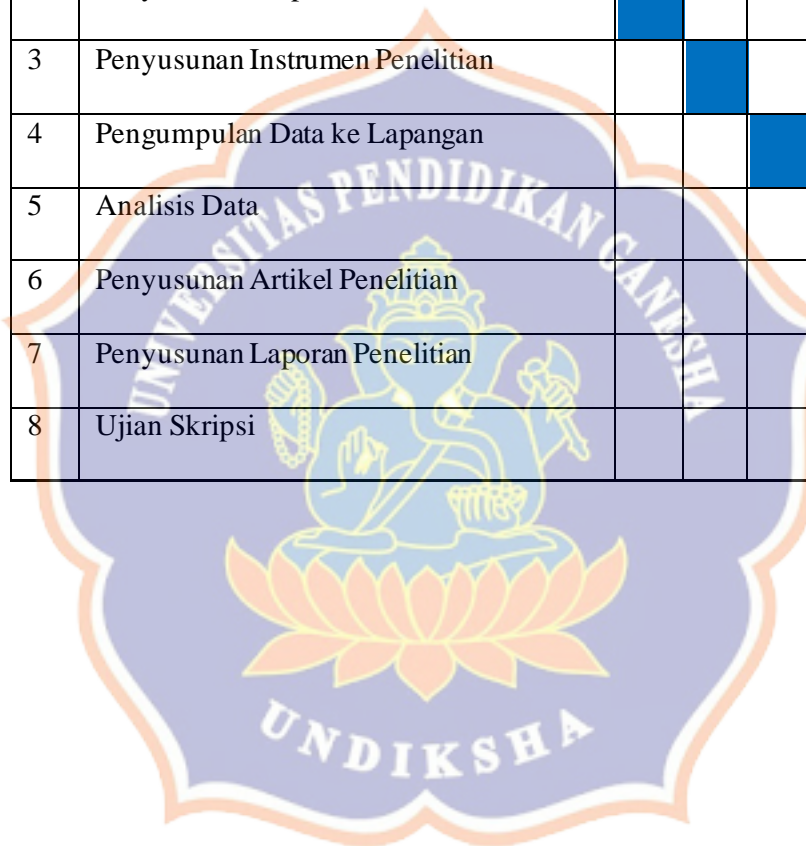 3 Penyusunan Instrumen Penelitian
4 Pengumpulan Data ke Lapangan
5 Analisis Data
6 Penyusunan Artikel Penelitian
7 Penyusunan Laporan Penelitian
8 Ujian Skripsi
UNIVERSITAS PENDIDIKAN GANESHA
UNDIKSHA